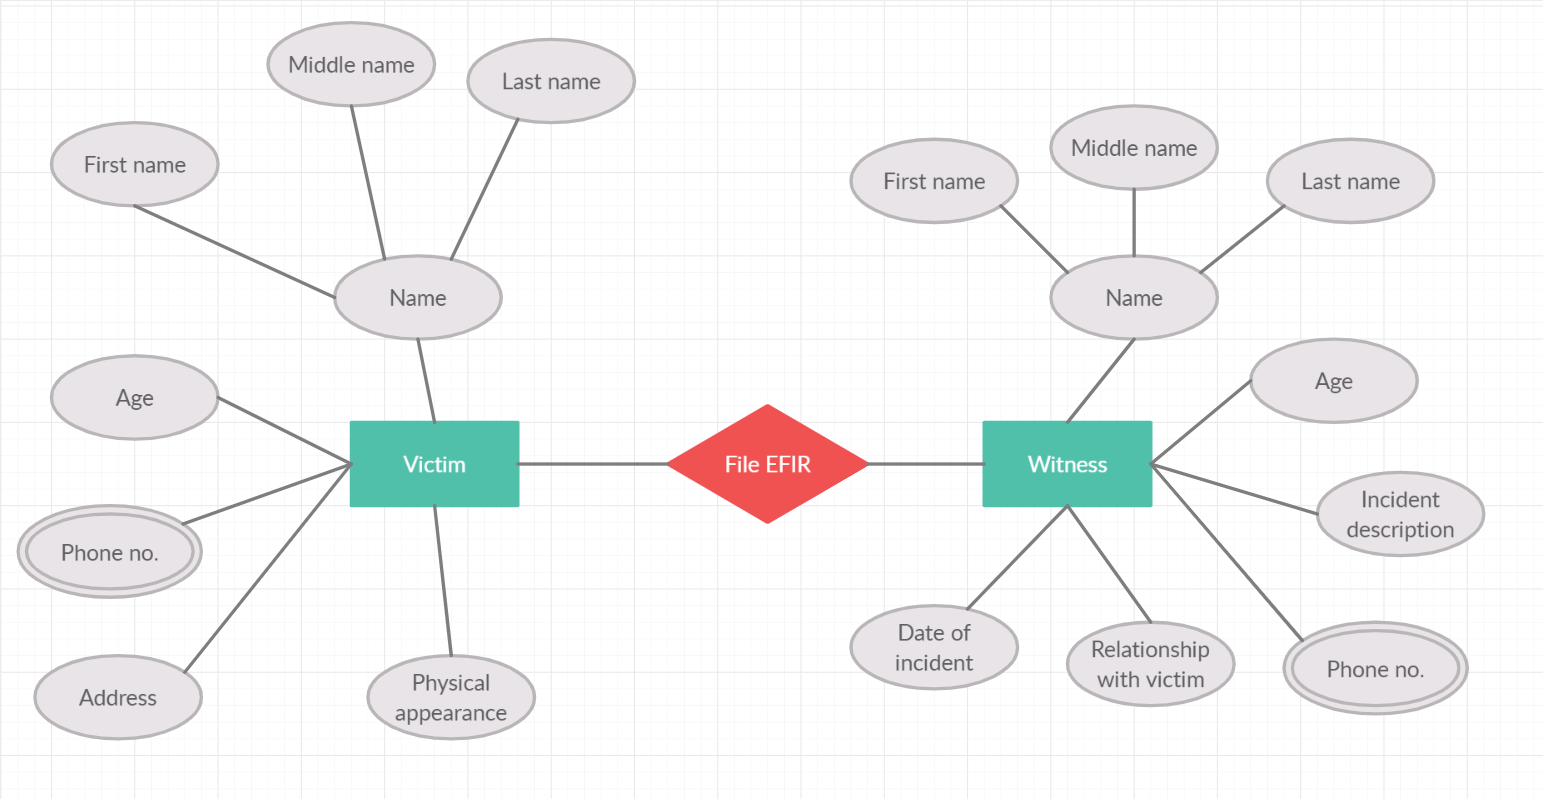 Middle name
Last name
First name
Name
Age
Phone no.
Address
Physical
appearance
Victim
File EFIR
Witness
First name
Middle name
Last name
Name
Age
Incident
description
Phone no.
Relationship
with victim
Date of
incident